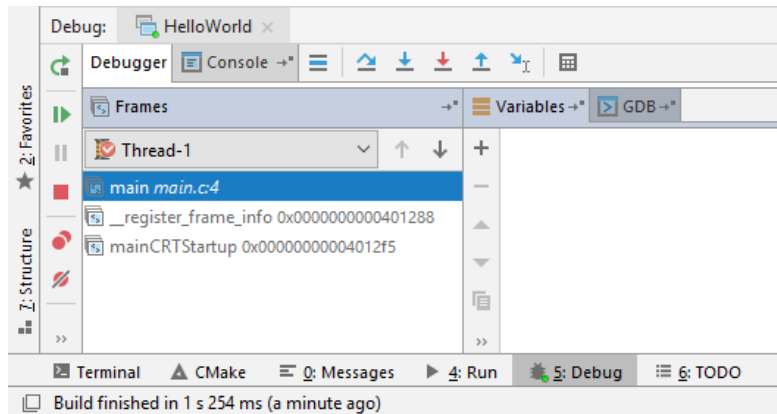 Debug: HelloWorld
Debugger Console
Frames Variables GDB
Thread-1
main main.c:4
__register_frame_info 0x0000000000401288
mainCRTStartup 0x00000000004012f5
2: Favorites
7: Structure
Terminal CMake 0: Messages 4: Run 5: Debug 6: TODO
Build finished in 1 s 254 ms (a minute ago)